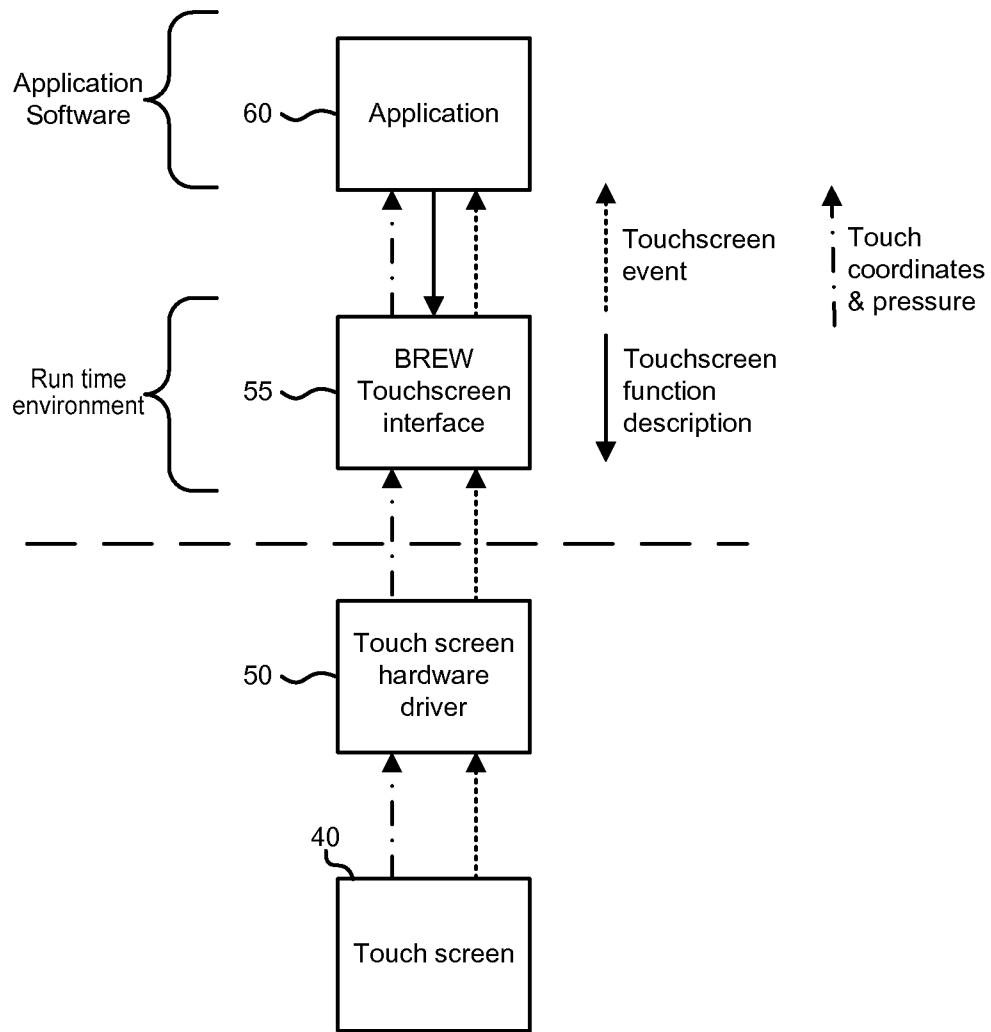 Application
Software
60
Application
Touchscreen
event
Touch
coordinates
& pressure
Run time
environment
55
BREW
Touchscreen
interface
Touchscreen
function
description
50
Touch screen
hardware
driver
40
Touch screen